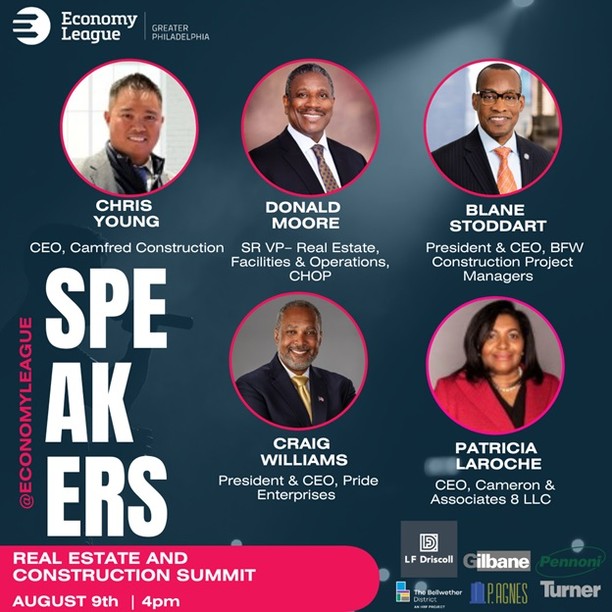 Economy
League
GREATER
PHILADELPHIA
CHRIS
YOUNG
CEO, Camfred Construction
DONALD
MOORE
SR VP– Real Estate,
Facilities & Operations,
CHOP
BLANE
STODDART
President & CEO, BFW
Construction Project
Managers
@ECONOMYLEAGUE
SPE
AK
ERS
CRAIG
WILLIAMS
President & CEO, Pride
Enterprises
PATRICIA
LAROCHE
CEO, Cameron &
Associates 8 LLC
REAL ESTATE AND
CONSTRUCTION SUMMIT
AUGUST 9th | 4pm
LF Driscoll
Gilbane
Pennoni
The Bellwether
District
AN HRP PROJECT
P.AGNES
Turner